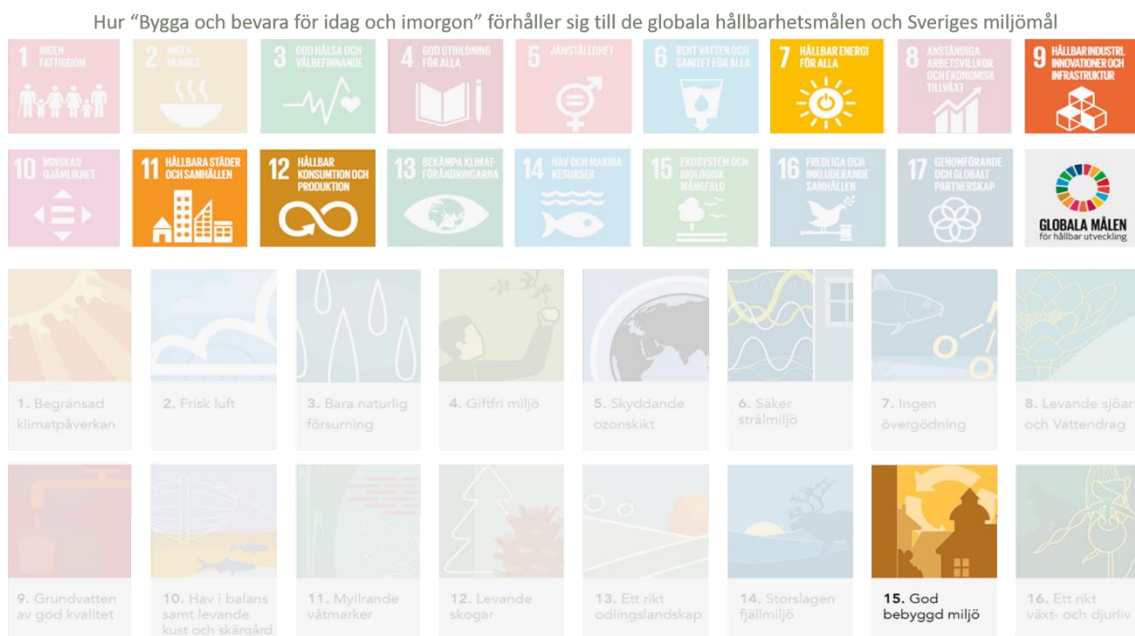 Hur “Bygga och bevara för idag och imorgon” förhåller sig till de globala hållbarhetsmålen och Sveriges miljömål
1 INGEN
FATTIGDOM
2 INGEN
HUNGER
3 GOD HÄLSA OCH
VÄLBEFINNANDE
4 GOD UTBILDNING
FÖR ALLA
5 JÄMSTÄLLDHET
6 RENT VATTEN OCH
SANITET FÖR ALLA
7 HÅLLBAR ENERGI
FÖR ALLA
8 ANSTÄNDIGA
ARBETSVILLKOR
OCH EKONOMISK
TILLVÄXT
9 HÅLLBAR INDUSTRI,
INNOVATIONER OCH
INFRASTRUKTUR
10 MINSKAD
OJÄMLIKHET
11 HÅLLBARA STÄDER
OCH SAMHÄLLEN
12 HÅLLBAR
KONSUMTION OCH
PRODUKTION
13 BEKÄMPA KLIMAT-
FÖRÄNDRINGARNA
14 HAV OCH MARINA
RESURSER
15 EKOSYSTEM OCH
BIOLOGISK
MÅNGFALD
16 FREDLIGA OCH
INKLUDERANDE
SAMHÄLLEN
17 GENOMFÖRANDE
OCH GLOBALT
PARTNERSKAP
GLOBALA MÅLEN
för hållbar utveckling
1. Begränsad
klimatpåverkan
2. Frisk luft
3. Bara naturlig
försurning
4. Giftfri miljö
5. Skyddande
ozonskikt
6. Säker
strålmiljö
7. Ingen
övergödning
8. Levande sjöar
och Vattendrag
9. Grundvatten
av god kvalitet
10. Hav i balans
samt levande
kust och skärgård
11. Myllrande
våtmarker
12. Levande
skogar
13. Ett rikt
odlingslandskap
14. Storslagen
fjällmiljö
15. God
bebyggd miljö
16. Ett rikt
växt- och djurliv